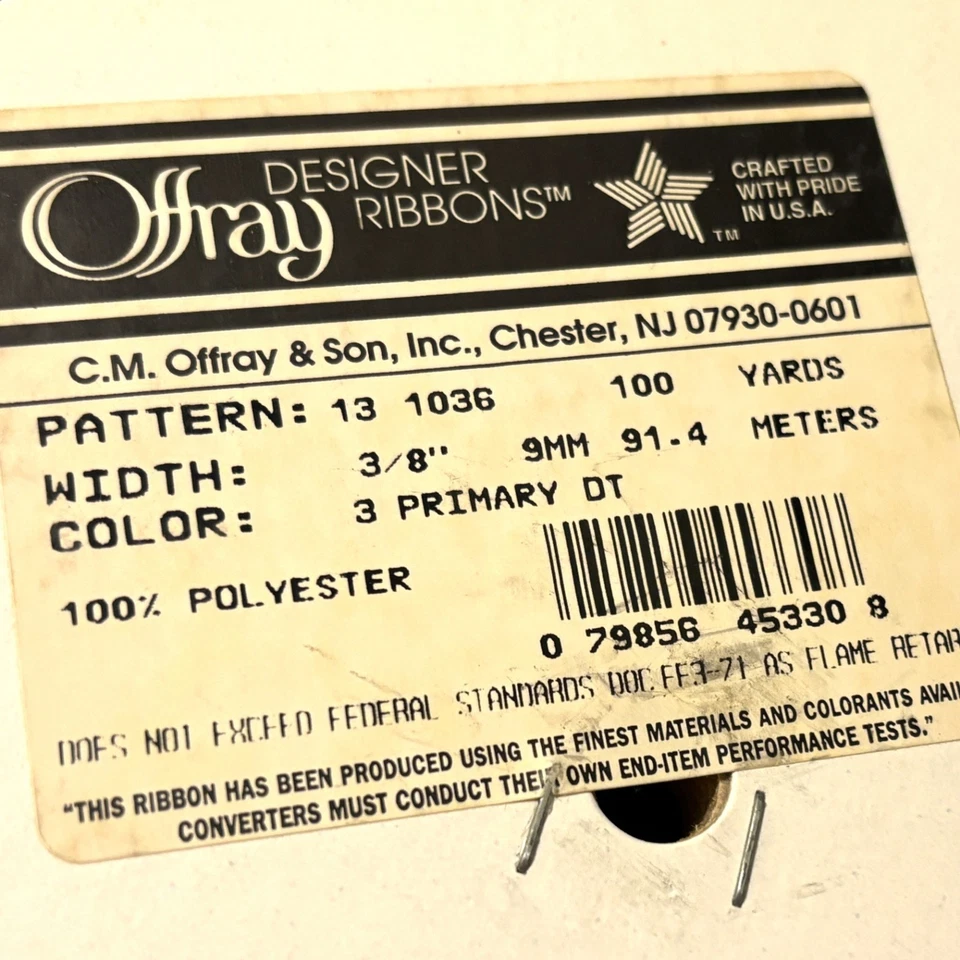 Offray DESIGNER
RIBBONS™
CRAFTED
WITH PRIDE
IN U.S.A.
TM
C.M. Offray & Son, Inc., Chester, NJ 07930-0601
PATTERN: 13 1036 100 YARDS
WIDTH: 3/8" 9MM 91.4 METERS
COLOR: 3 PRIMARY DT
100% POLYESTER
0 79856 45330 8
DOES NOT EXCEED FEDERAL STANDARDS DOC FF3-71 AS FLAME
“THIS RIBBON HAS BEEN PRODUCED USING THE FINEST MATERIALS AND COLORANTS
CONVERTERS MUST CONDUCT THEIR OWN END-ITEM PERFORMANCE TESTS.”